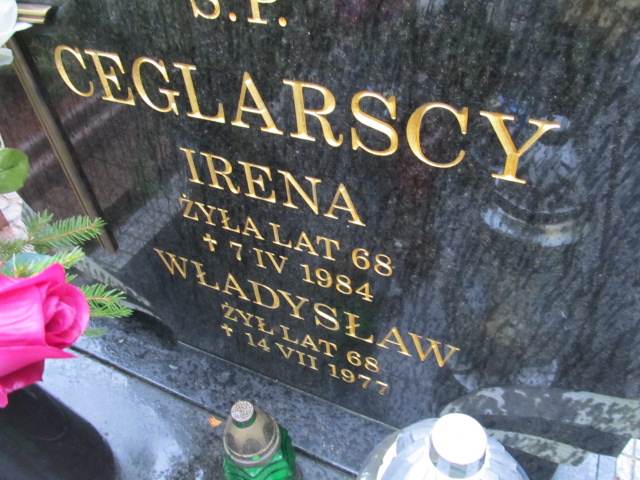 Ś.P.
CEGLARSCY
IRENA
ŻYŁA LAT 68
✝ 7 IV 1984
WŁADYSŁAW
ŻYŁ LAT 68
✝ 14 VII 1977